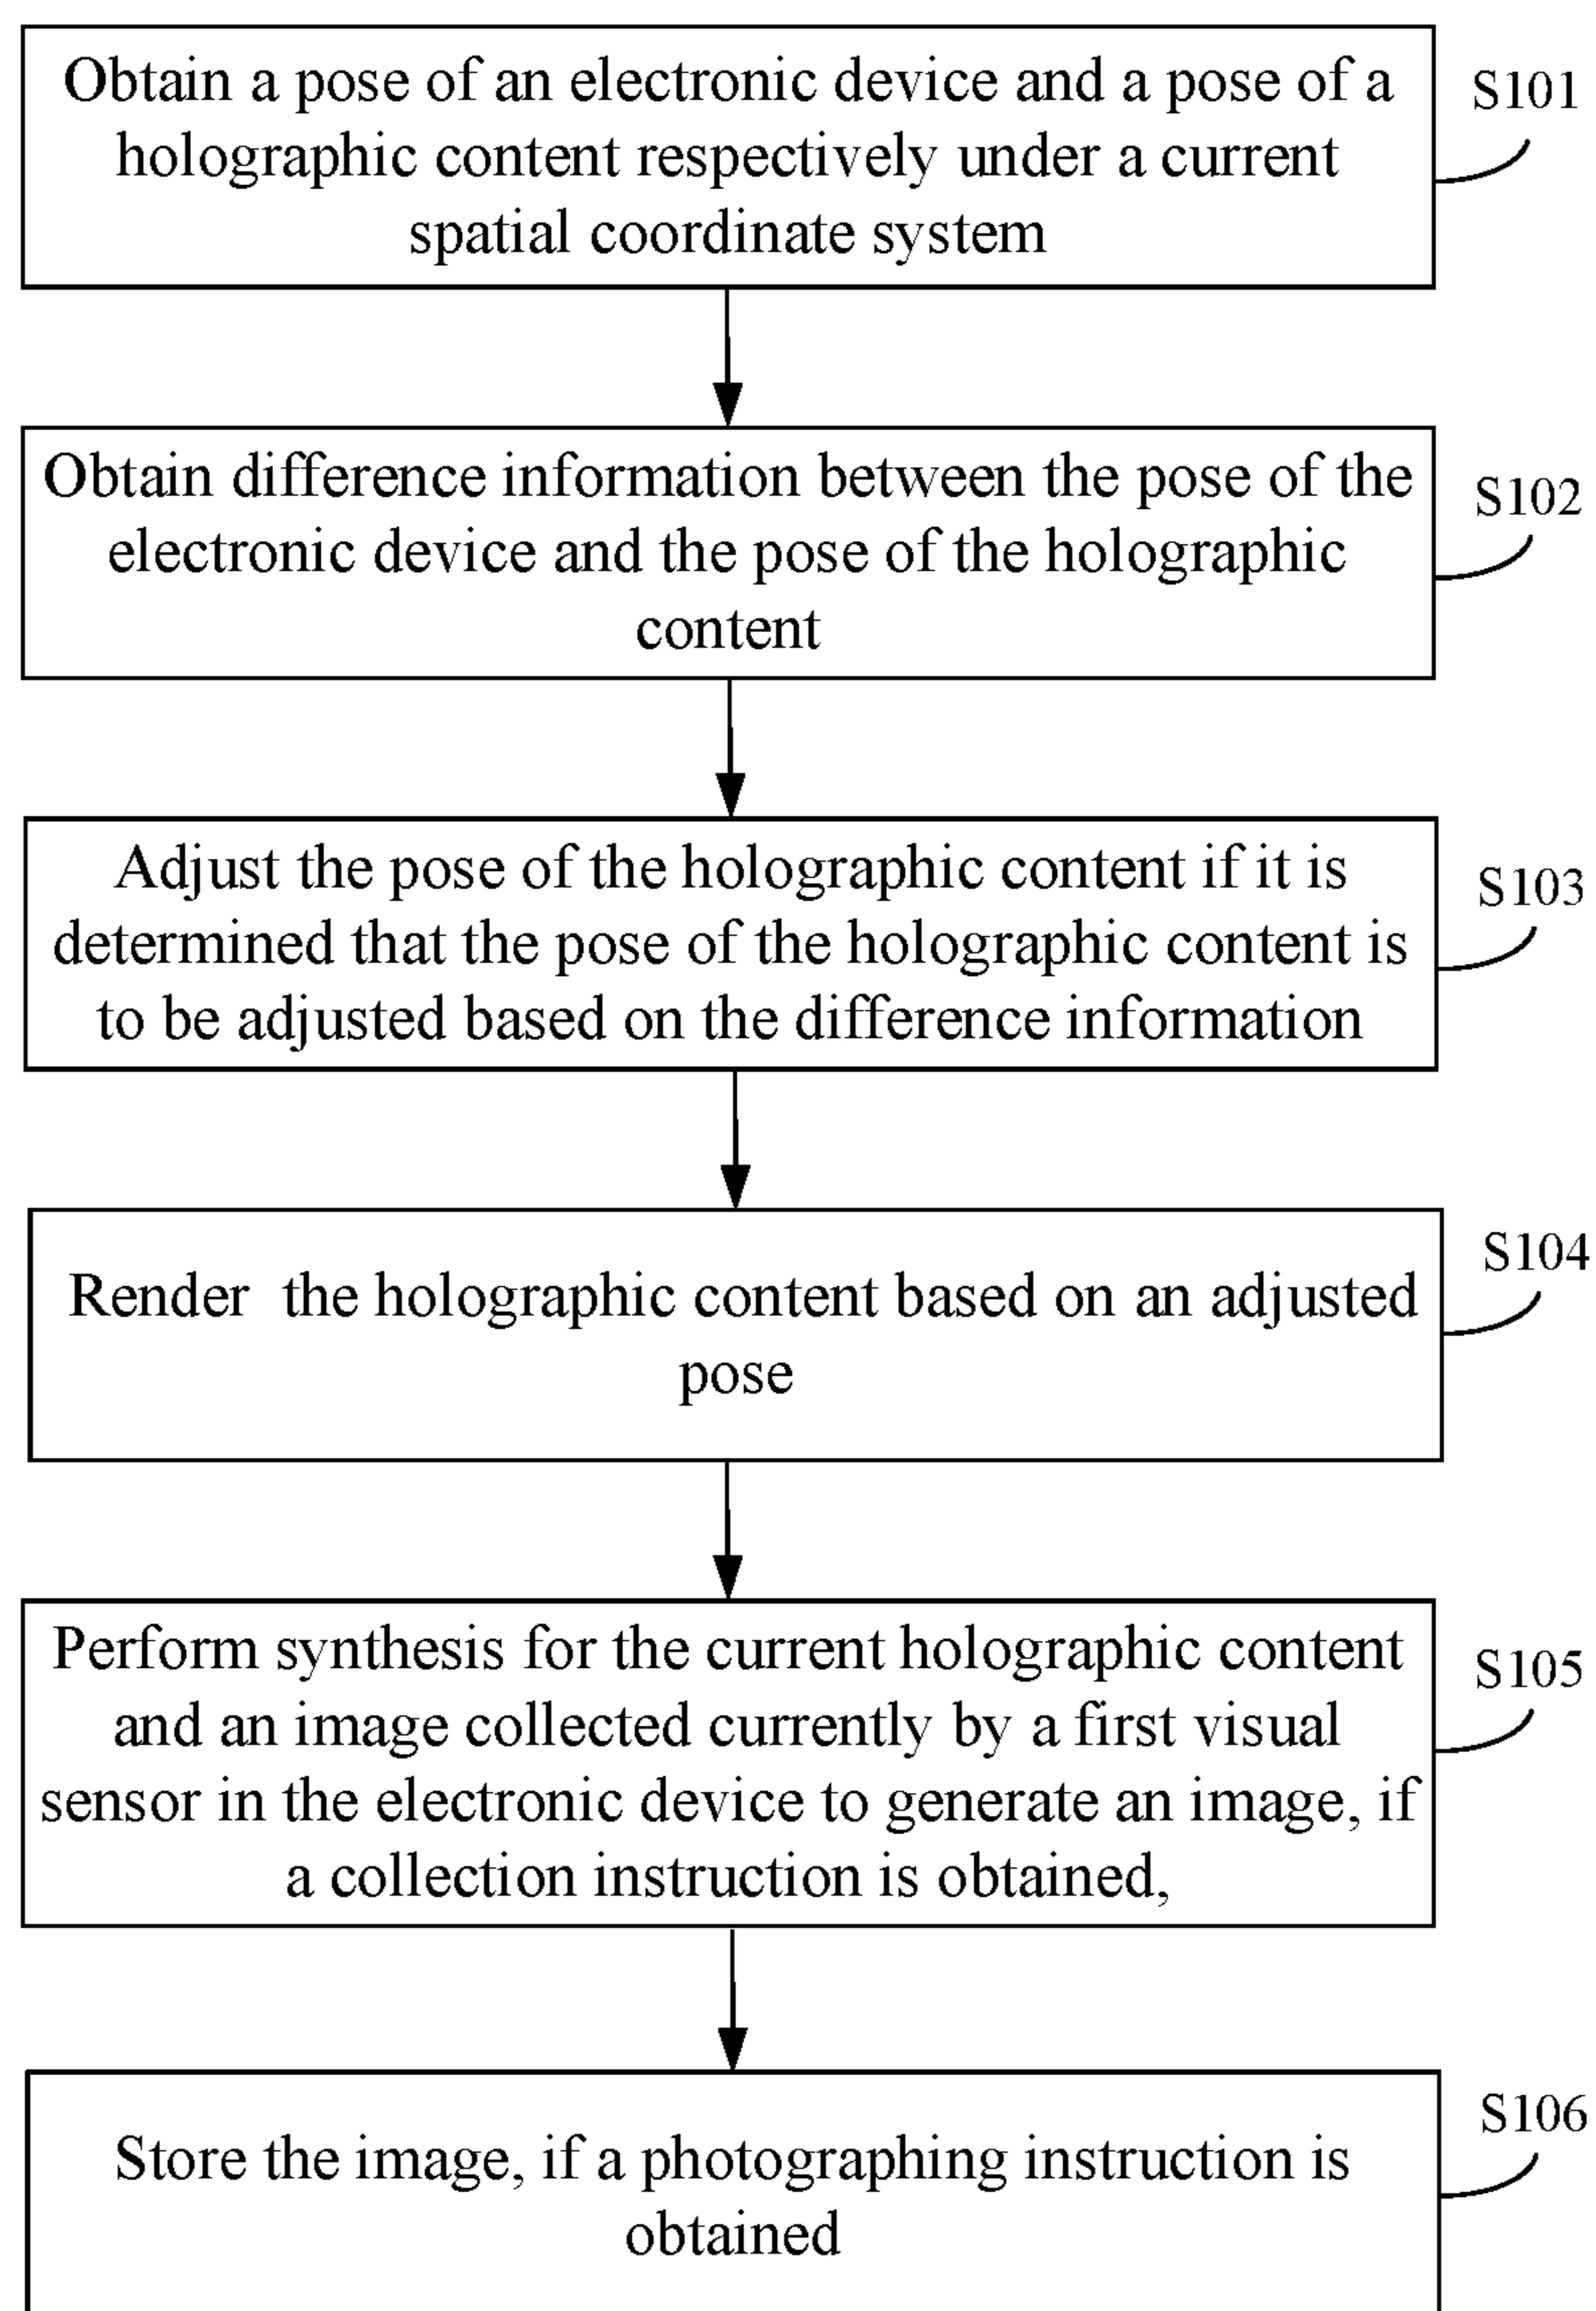 Obtain a pose of an electronic device and a pose of a
holographic content respectively under a current
spatial coordinate system
S101
Obtain difference information between the pose of the
electronic device and the pose of the holographic
content
S102
Adjust the pose of the holographic content if it is
determined that the pose of the holographic content is
to be adjusted based on the difference information
S103
Render the holographic content based on an adjusted
pose
S104
Perform synthesis for the current holographic content
and an image collected currently by a first visual
sensor in the electronic device to generate an image, if
a collection instruction is obtained,
S105
Store the image, if a photographing instruction is
obtained
S106